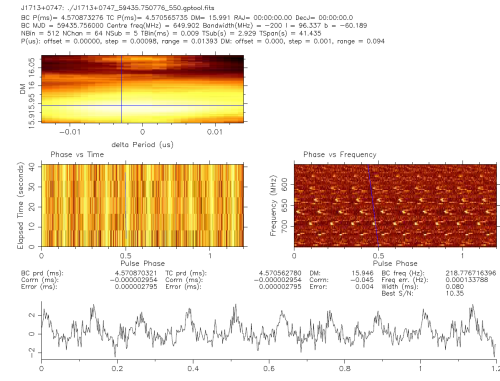 J1713+0747: ./J1713+0747_59435.750776_550.gptool.fits
BC P(ms)= 4.570873276 TC P(ms)= 4.570565735 DM= 15.991 RAJ= 00:00:00.00 DecJ= 00:00:00.0
BC MJD = 59435.756000 Centre freq(MHz) = 649.902 Bandwidth(MHz) = -200 l = 96.337 b = -60.189
NBin = 512 NChan = 64 NSub = 5 TBin(ms) = 0.009 TSub(s) = 2.929 TSpan(s) = 41.435
P(us): offset = 0.00000, step = 0.00098, range = 0.01393 DM: offset = 0.000, step = 0.001, range = 0.094
DM
15.915.95 16 16.05
-0.01 0 0.01
delta Period (us)
Phase vs Time
Phase vs Frequency
Elapsed Time (seconds)
0 10 20 30 40
Frequency (MHz)
600
650
700
0 0.5 1
Pulse Phase
0 0.5 1
Pulse Phase
BC prd (ms): 4.570870321 TC prd (ms): 4.570562780 DM: 15.946 BC freq (Hz): 218.776716396
Corrn (ms): -0.000002954 Corrn (ms): -0.000002954 Corrn: -0.045 Freq err. (Hz): 0.000133788
Error (ms): 0.000002795 Error (ms): 0.000002795 Error: 0.004 Width (ms): 0.080
Best S/N: 10.35
-2 0 2
0 0.2 0.4 0.6 0.8 1 1.2